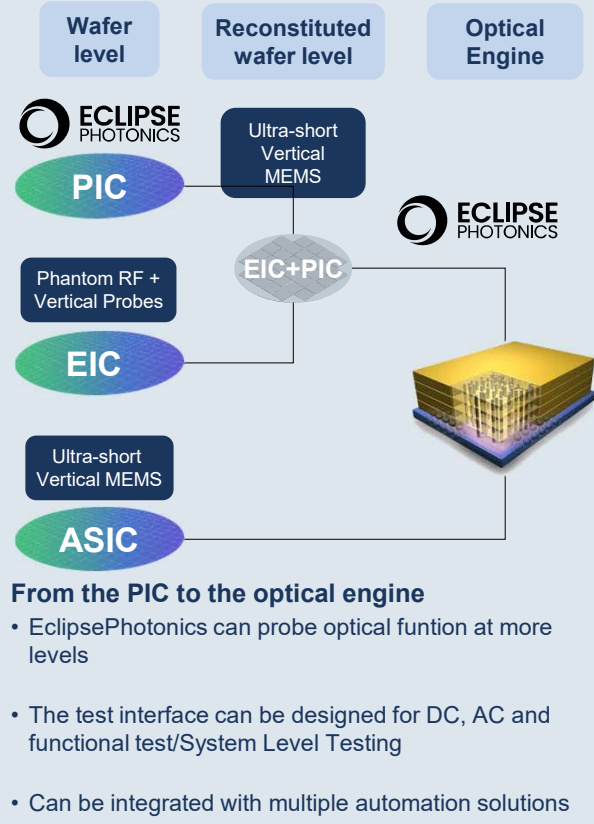 Wafer
level
Reconstituted
wafer level
Optical
Engine
ECLIPSE
PHOTONICS
PIC
Ultra-short
Vertical
MEMS
ECLIPSE
PHOTONICS
EIC+PIC
Phantom RF +
Vertical Probes
EIC
Ultra-short
Vertical MEMS
ASIC
From the PIC to the optical engine
• EclipsePhotonics can probe optical funtion at more
levels
• The test interface can be designed for DC, AC and
functional test/System Level Testing
• Can be integrated with multiple automation solutions